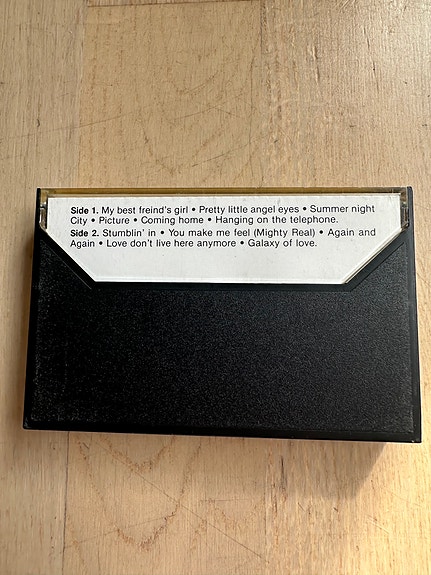 Side 1. My best freind's girl • Pretty little angel eyes • Summer night
City • Picture • Coming home • Hanging on the telephone.
Side 2. Stumblin' in • You make me feel (Mighty Real) • Again and
Again • Love don't live here anymore • Galaxy of love.